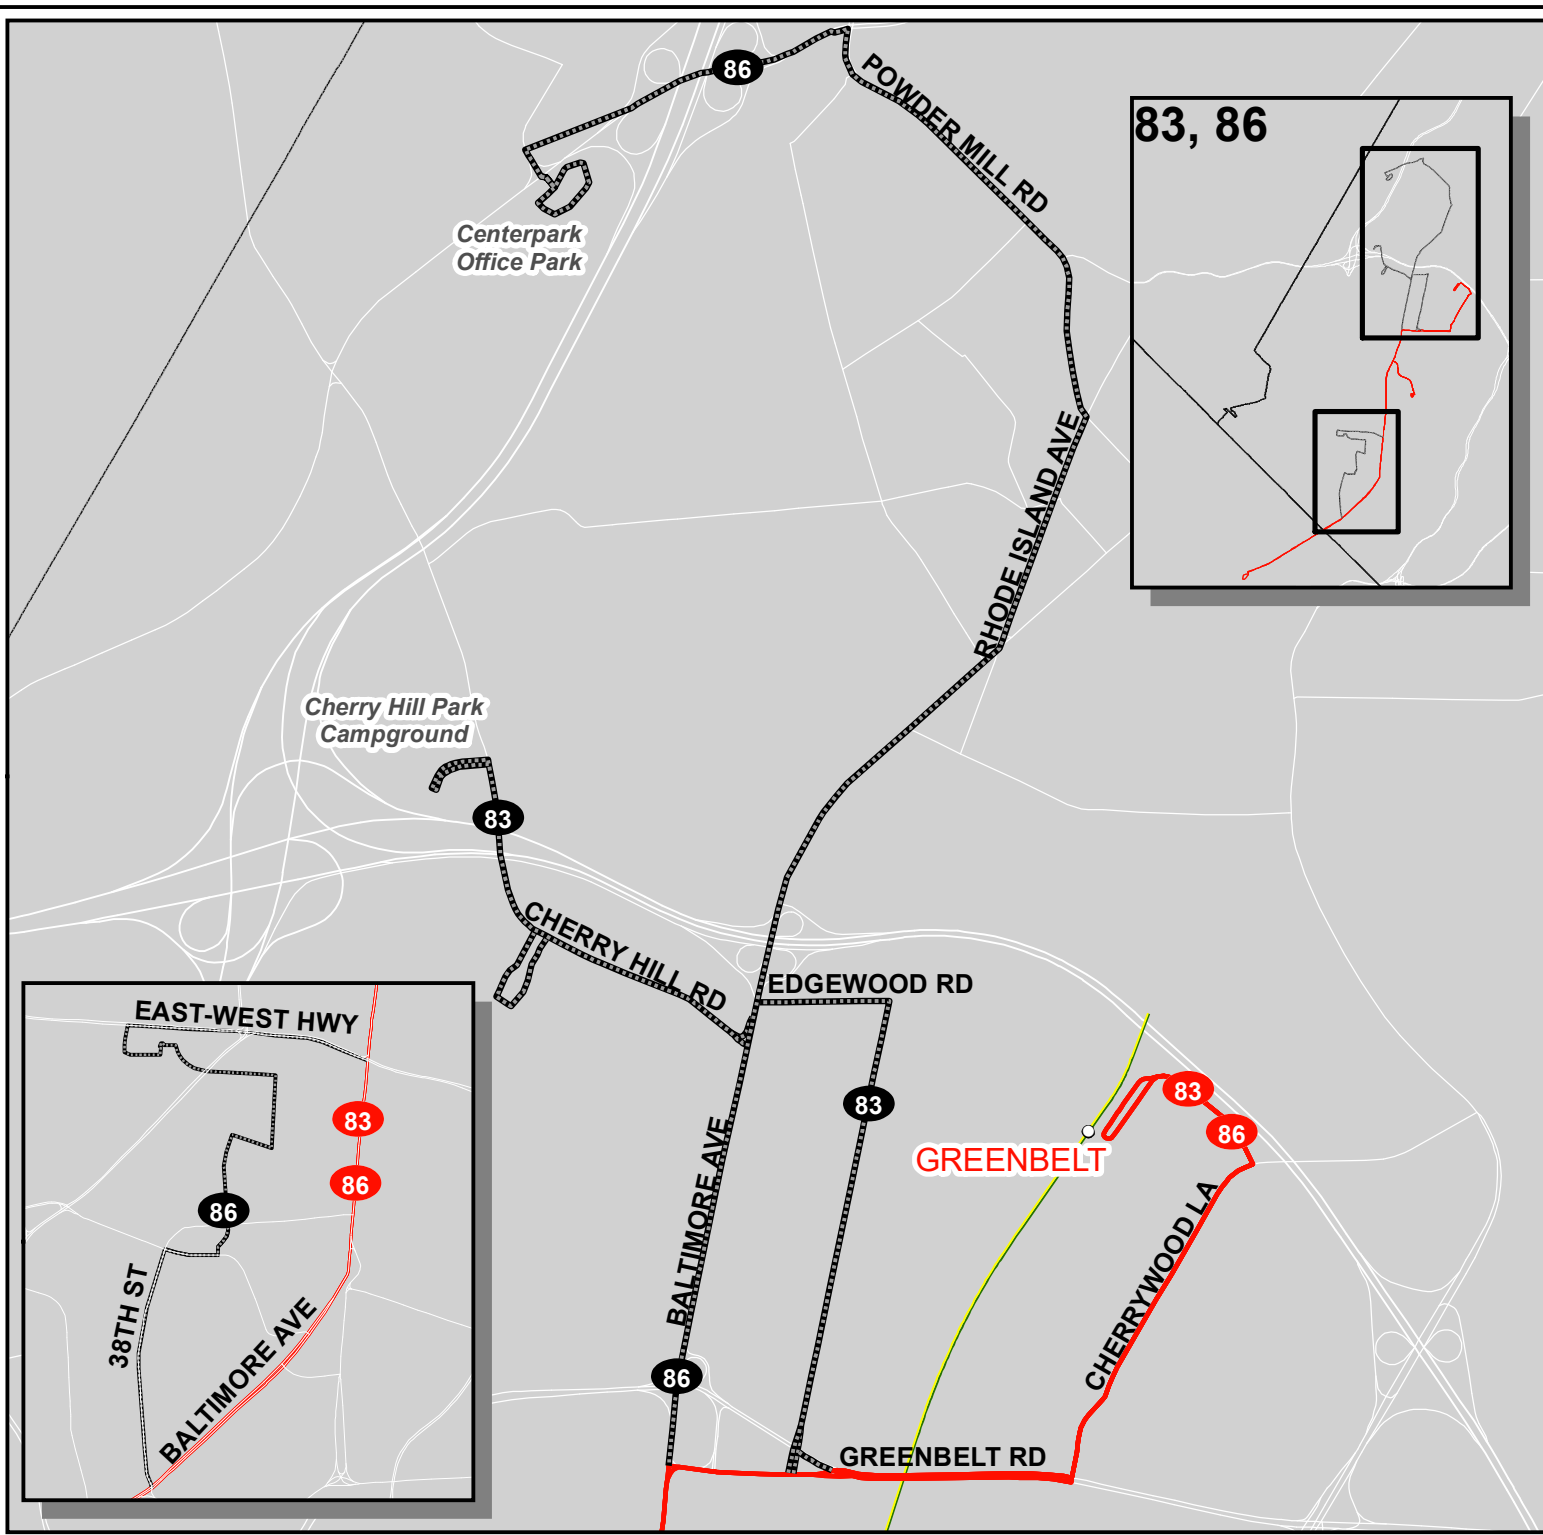 86
POWDER MILL RD
83, 86
Centerpark
Office Park
RHODE ISLAND AVE
Cherry Hill Park
Campground
83
CHERRY HILL RD
EDGEWOOD RD
EAST-WEST HWY
83
86
86
38TH ST
BALTIMORE AVE
83
83
86
GREENBELT
BALTIMORE AVE
CHERRYWOOD LA
86
GREENBELT RD